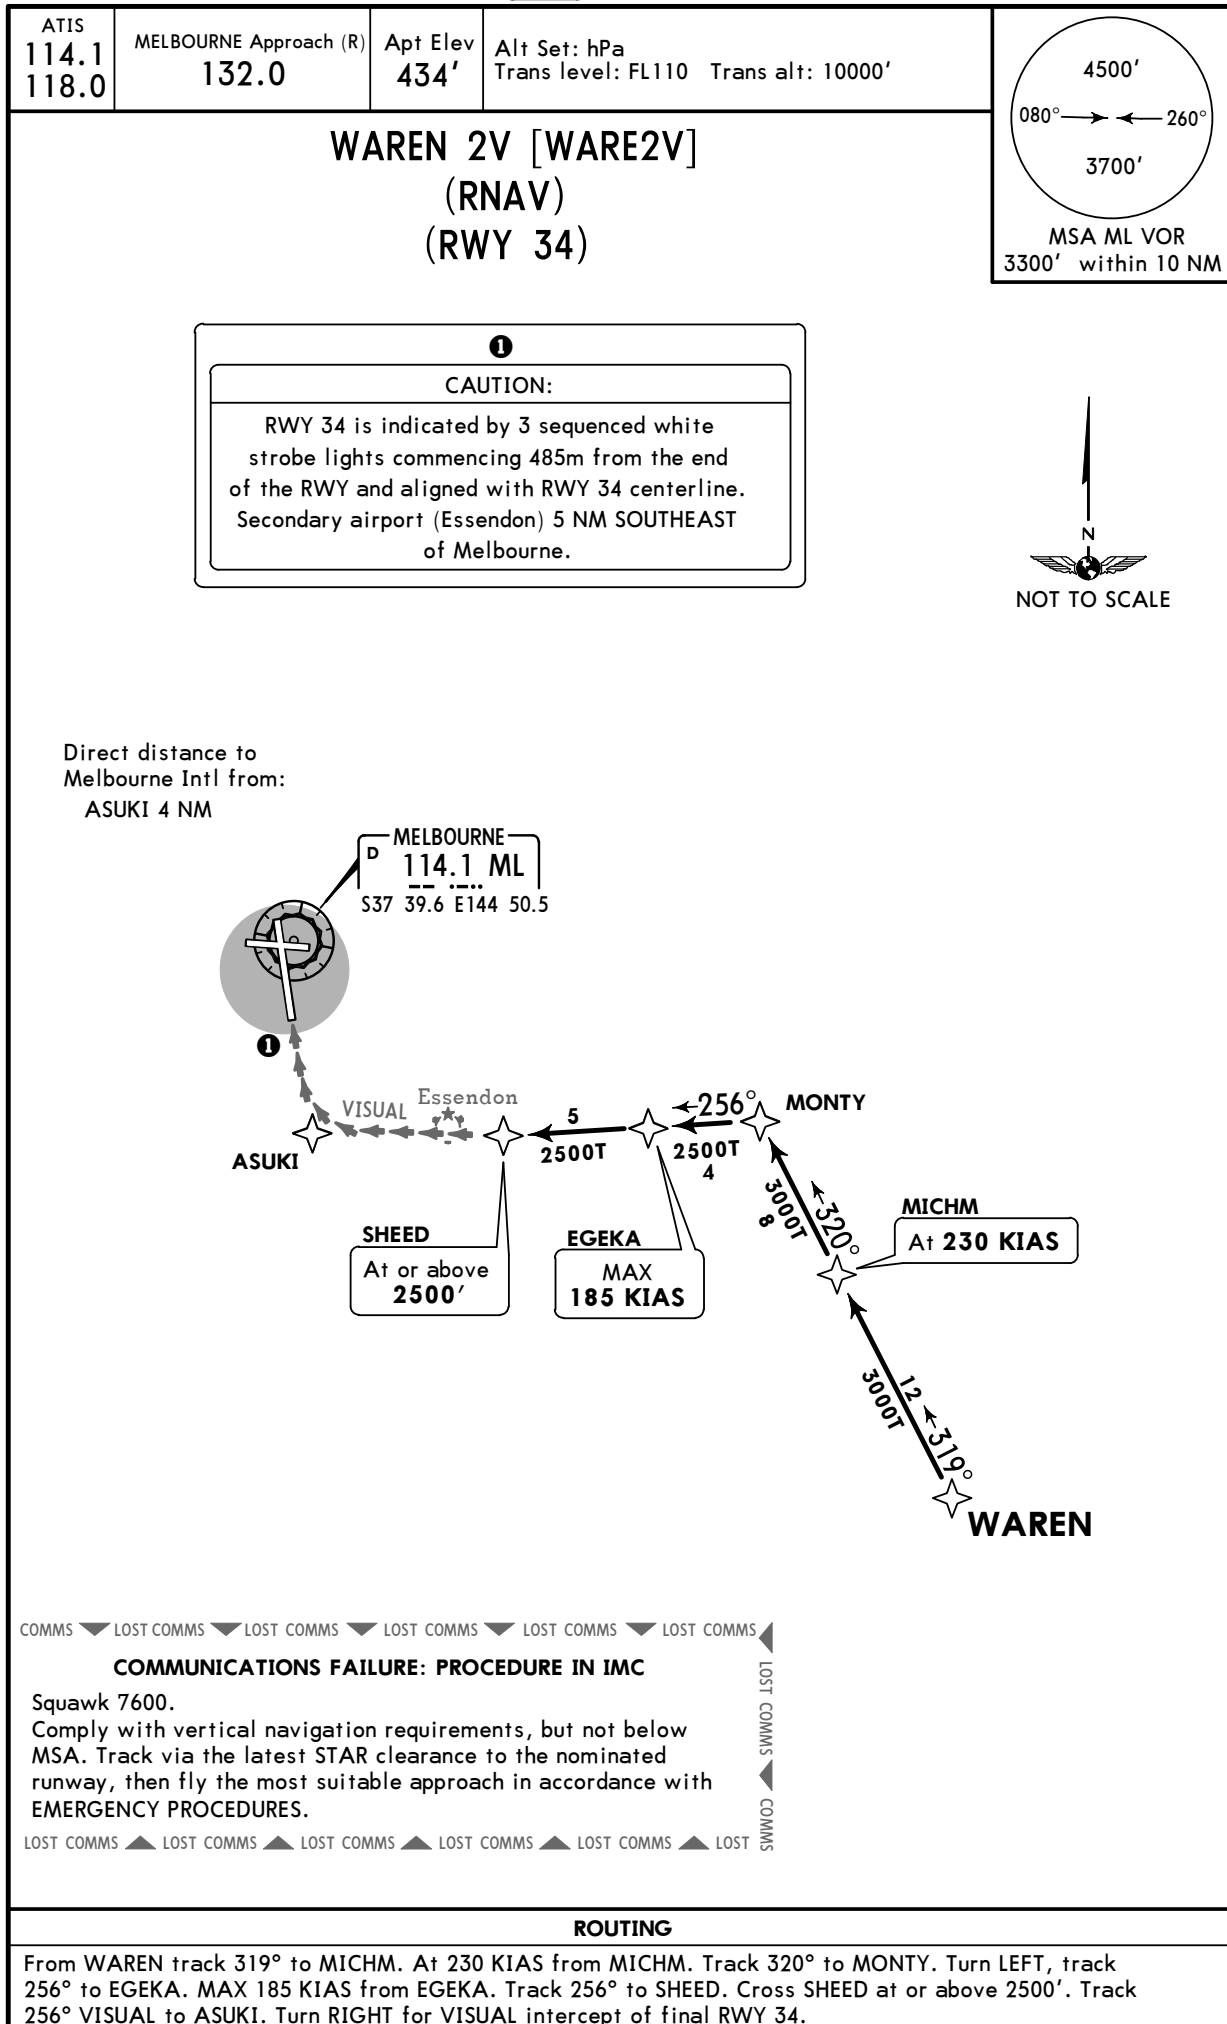 ATIS
114.1
118.0
MELBOURNE Approach (R)
132.0
Apt Elev
434'
Alt Set: hPa
Trans level: FL110 Trans alt: 10000'
4500'
080° 260°
3700'
MSA ML VOR
3300' within 10 NM
WAREN 2V [WARE2V]
(RNAV)
(RWY 34)
1
CAUTION:
RWY 34 is indicated by 3 sequenced white
strobe lights commencing 485m from the end
of the RWY and aligned with RWY 34 centerline.
Secondary airport (Essendon) 5 NM SOUTHEAST
of Melbourne.
N
NOT TO SCALE
Direct distance to
Melbourne Intl from:
ASUKI 4 NM
MELBOURNE
D 114.1 ML
S37 39.6 E144 50.5
1
VISUAL
Essendon
ASUKI
5
2500T
256°
2500T
4
MONTY
SHEED
At or above
2500'
EGEKA
MAX
185 KIAS
320°
3000T
8
MICHM
At 230 KIAS
12
3000T
319°
WAREN
COMMS LOST COMMS LOST COMMS LOST COMMS LOST COMMS LOST COMMS
LOST COMMS
COMMS
COMMUNICATIONS FAILURE: PROCEDURE IN IMC
Squawk 7600.
Comply with vertical navigation requirements, but not below
MSA. Track via the latest STAR clearance to the nominated
runway, then fly the most suitable approach in accordance with
EMERGENCY PROCEDURES.
LOST COMMS LOST COMMS LOST COMMS LOST COMMS LOST COMMS LOST
ROUTING
From WAREN track 319° to MICHM. At 230 KIAS from MICHM. Track 320° to MONTY. Turn LEFT, track
256° to EGEKA. MAX 185 KIAS from EGEKA. Track 256° to SHEED. Cross SHEED at or above 2500'. Track
256° VISUAL to ASUKI. Turn RIGHT for VISUAL intercept of final RWY 34.